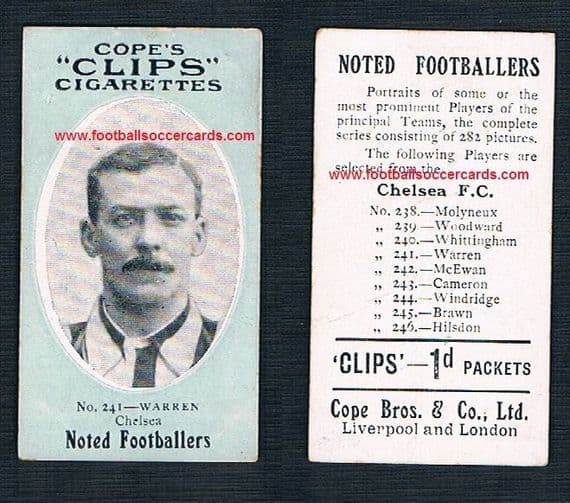 COPE'S
"CLIPS"
CIGARETTES
www.footballsoccercards.com
No. 241—WARREN
Chelsea
Noted Footballers
NOTED FOOTBALLERS
Portraits of some or the
most prominent Players of the
principal Teams, the complete
series consisting of 282 pictures.
The following Players are
selected from the
www.footballsoccercards.com
Chelsea F.C.
No. 238.—Molyneux
„ 239—Woodward
„ 240.—Whittingham
„ 241.—Warren
„ 242.—McEwan
„ 243.—Cameron
„ 244.—Windridge
„ 245.—Brawn
„ 246.—Hilsdon
'CLIPS'—1d PACKETS
Cope Bros. & Co., Ltd.
Liverpool and London